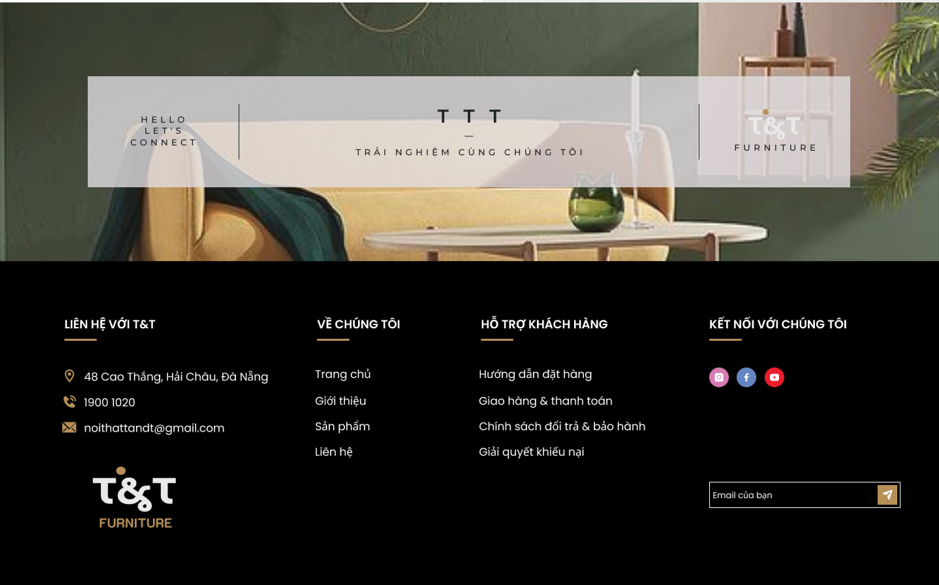 HELLO
LET'S
CONNECT
TTT
TRẢI NGHIỆM CÙNG CHÚNG TÔI
T&T
FURNITURE
LIÊN HỆ VỚI T&T
48 Cao Thắng, Hải Châu, Đà Nẵng
1900 1020
noithattandt@gmail.com
T&T
FURNITURE
VỀ CHÚNG TÔI
Trang chủ
Giới thiệu
Sản phẩm
Liên hệ
HỖ TRỢ KHÁCH HÀNG
Hướng dẫn đặt hàng
Giao hàng & thanh toán
Chính sách đổi trả & bảo hành
Giải quyết khiếu nại
KẾT NỐI VỚI CHÚNG TÔI
Email của bạn